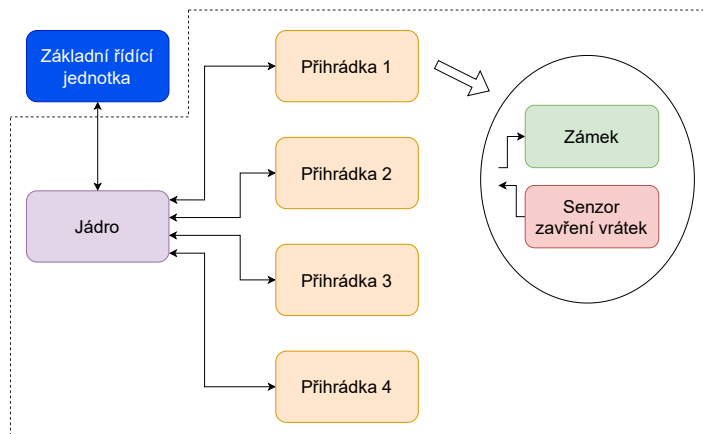 Základní řídící
jednotka
Přihrádka 1
Zámek
Přihrádka 2
Jádro
Senzor
zavření vrátek
Přihrádka 3
Přihrádka 4